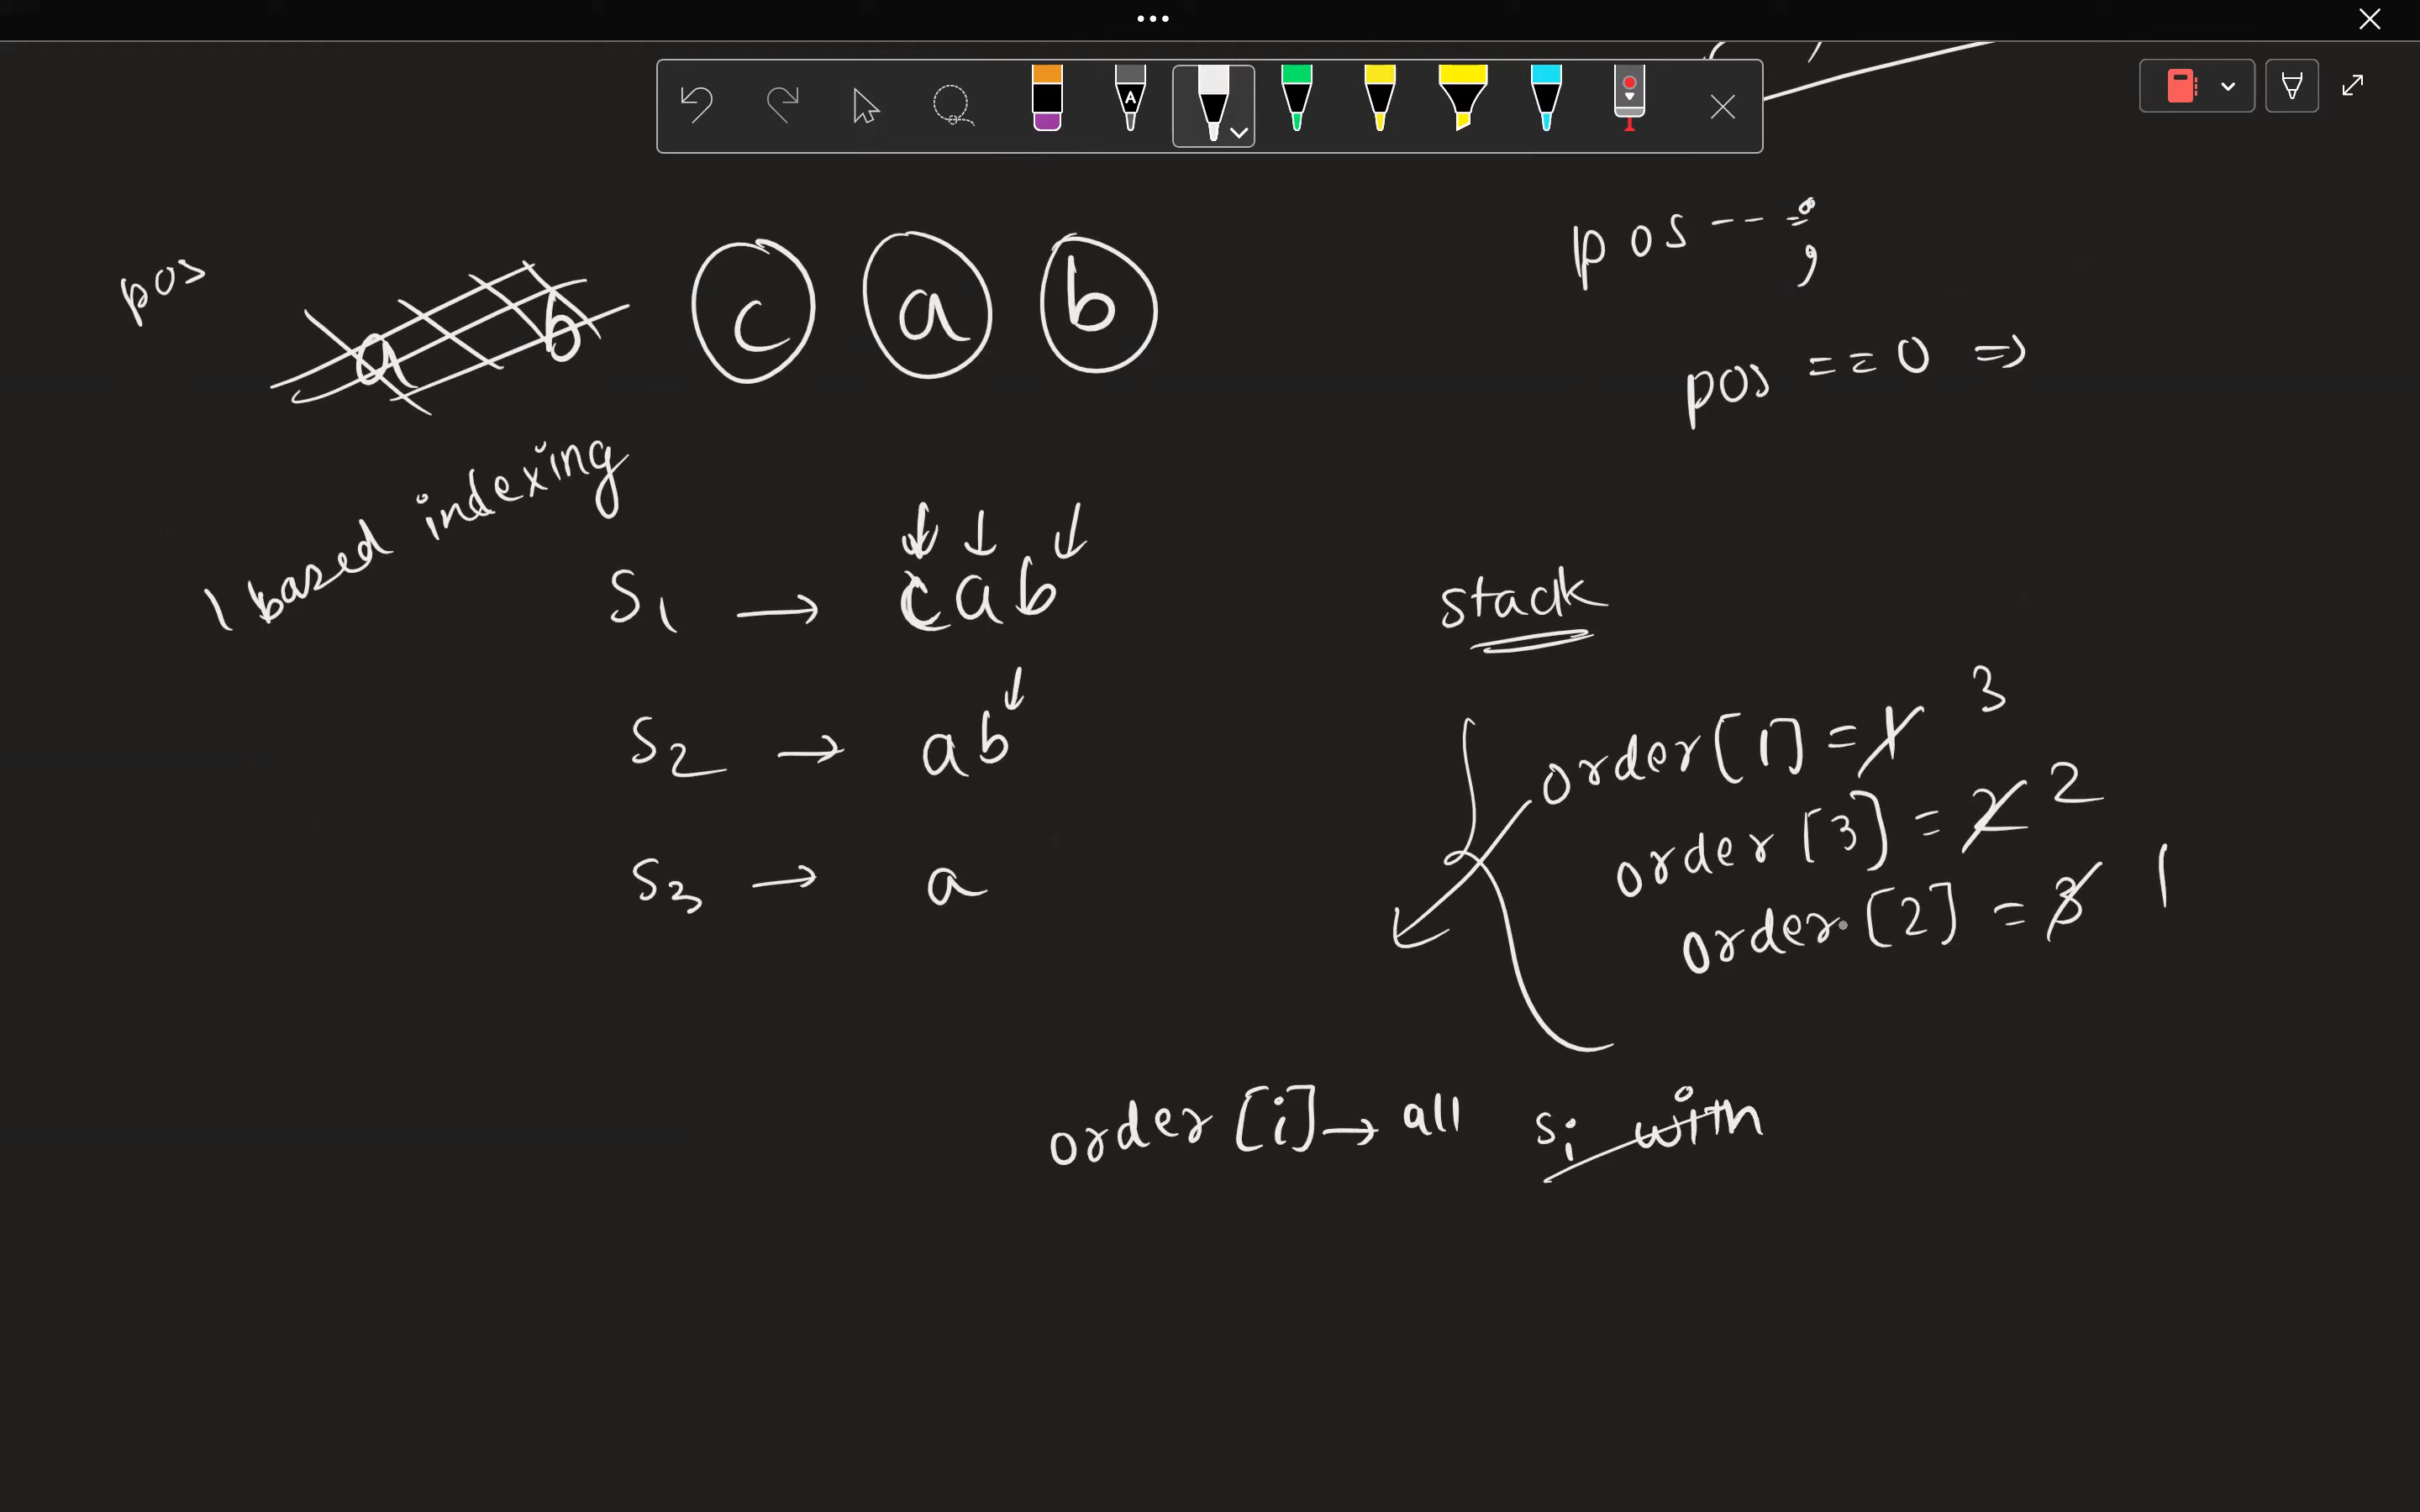 pos
a b c a b
pos--;
pos == 0 ⇒
1 based indexing
S1 → cab
stack
S2 → ab
S3 → a
order[1] = 1 3
order[3] = 2 2
order[2] = 3 1
order[i] → all si with